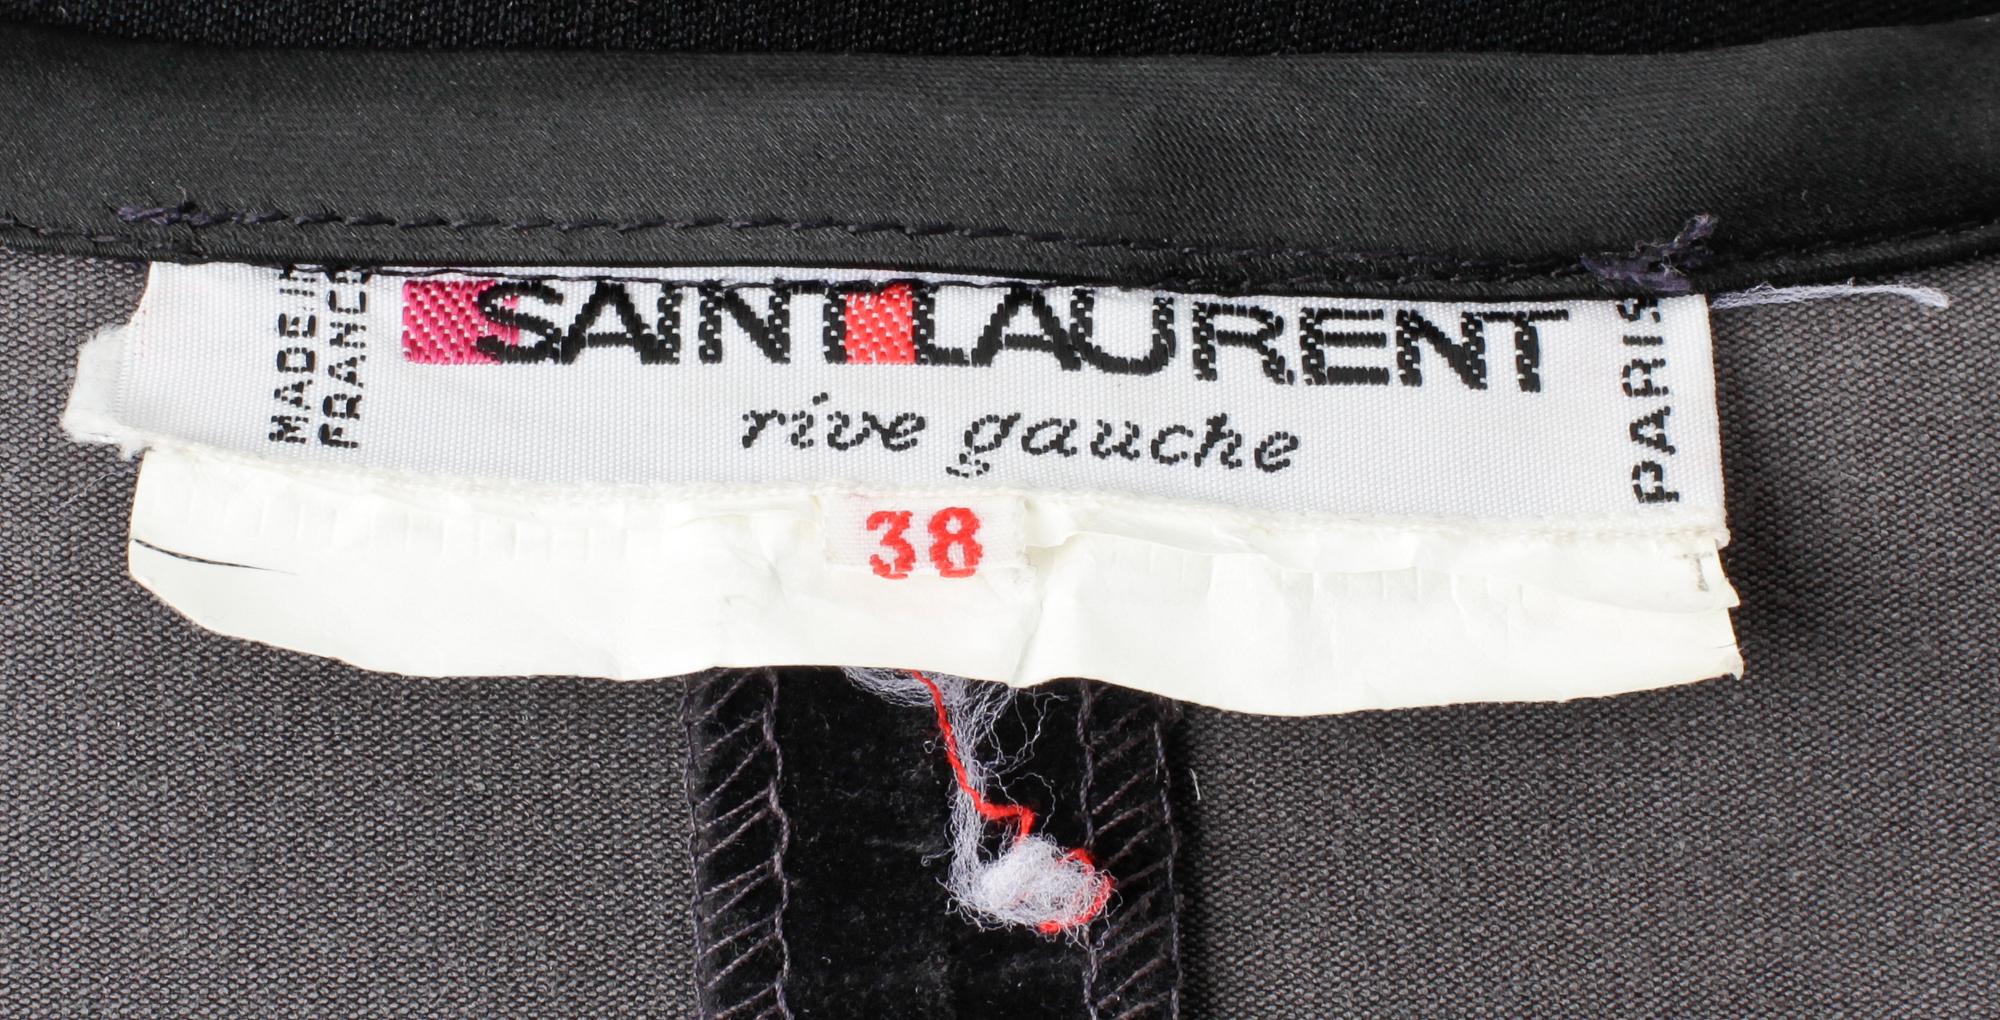 MADE IN
FRANCE
SAINT LAURENT
rive gauche
PARIS
38